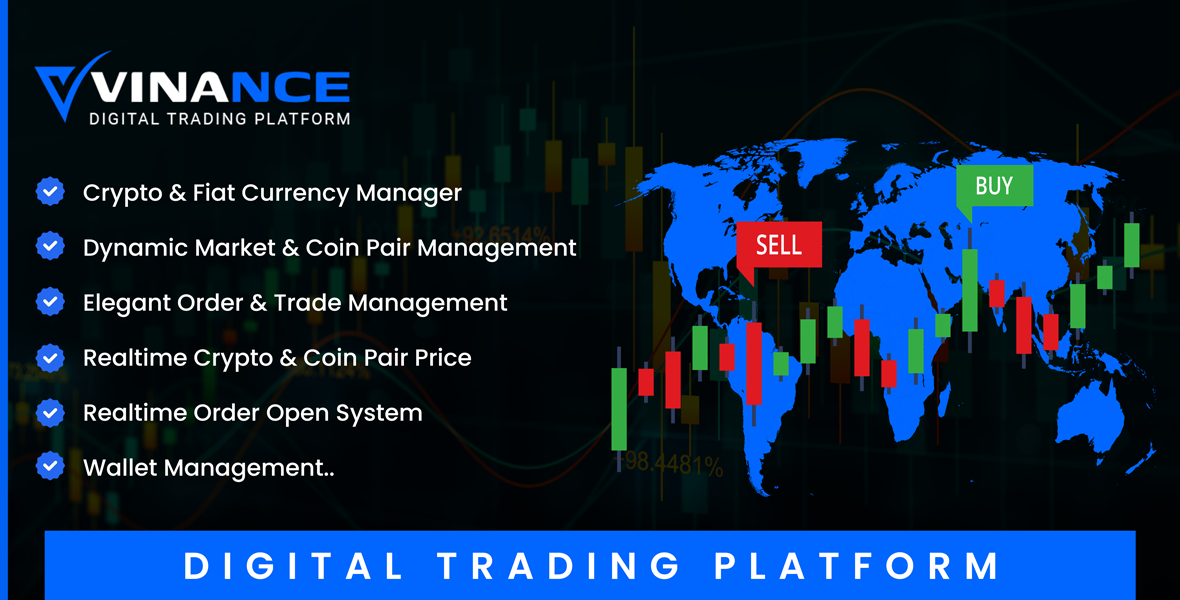 VINANCE
DIGITAL TRADING PLATFORM
Crypto & Fiat Currency Manager
Dynamic Market & Coin Pair Management
Elegant Order & Trade Management
Realtime Crypto & Coin Pair Price
Realtime Order Open System
Wallet Management..
SELL
BUY
+92.6514%
+98.4481%
DIGITAL TRADING PLATFORM